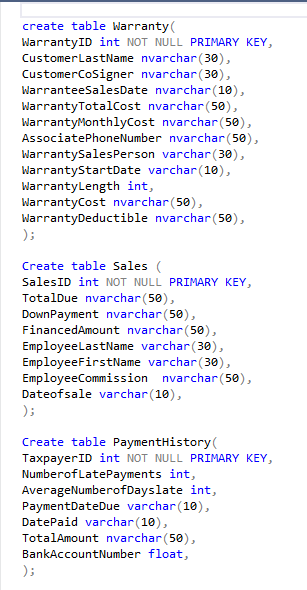 create table Warranty(
WarrantyID int NOT NULL PRIMARY KEY,
CustomerLastName nvarchar(30),
CustomerCoSigner nvarchar(30),
WaranteeSalesDate nvarchar(10),
WarrantyTotalCost nvarchar(50),
WarrantyMonthlyCost nvarchar(50),
AssociatePhoneNumber nvarchar(50),
WarrantySalesPerson varchar(30),
WarrantyStartDate varchar(10),
WarrantyLength int,
WarrantyCost nvarchar(50),
WarrantyDeductible nvarchar(50),
);
Create table Sales (
SalesID int NOT NULL PRIMARY KEY,
TotalDue nvarchar(50),
DownPayment nvarchar(50),
FinancedAmount nvarchar(50),
EmployeeLastName varchar(30),
EmployeeFirstName varchar(30),
EmployeeCommission  nvarchar(50),
Dateofsale varchar(10),
);
Create table PaymentHistory(
TaxpayerID int NOT NULL PRIMARY KEY,
NumberofLatePayments int,
AverageNumberofDayslate int,
PaymentDateDue varchar(10),
DatePaid varchar(10),
TotalAmount nvarchar(50),
BankAccountNumber float,
);